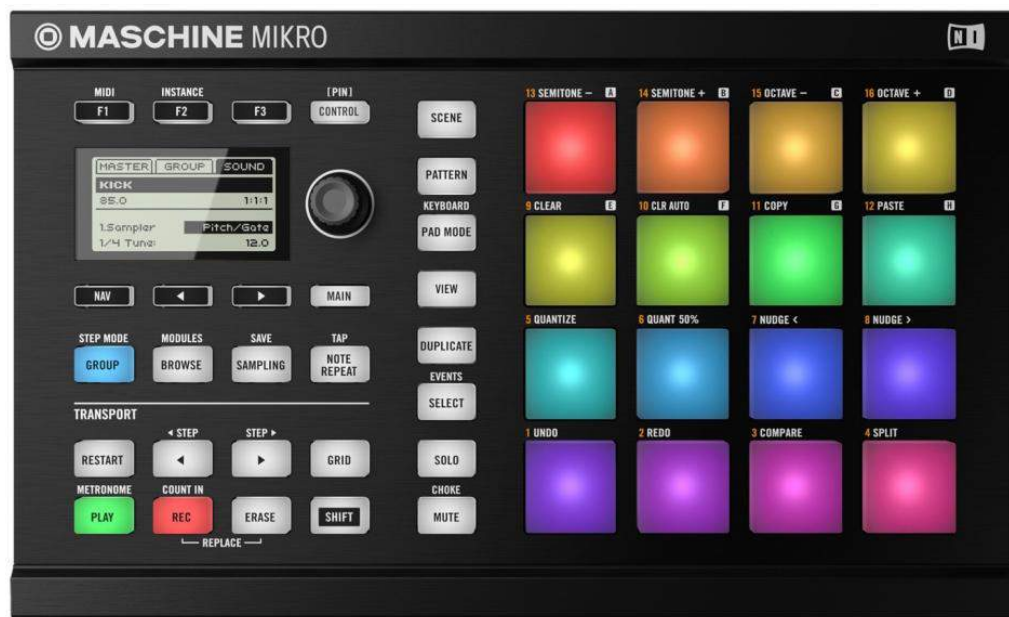 MASCHINE MIKRO
NI
MIDI
INSTANCE
[PIN]
F1
F2
F3
CONTROL
MASTER GROUP SOUND
KICK
85.0 1:1:1
1.Sampler Pitch/Gate
1/4 Tune: 12.0
NAV
MAIN
STEP MODE
MODULES
SAVE
TAP
GROUP
BROWSE
SAMPLING
NOTE
REPEAT
TRANSPORT
STEP
STEP
RESTART
GRID
METRONOME
COUNT IN
PLAY
REC
ERASE
SHIFT
REPLACE
SCENE
PATTERN
KEYBOARD
PAD MODE
VIEW
DUPLICATE
EVENTS
SELECT
SOLO
CHOKE
MUTE
13 SEMITONE – A
14 SEMITONE + B
15 OCTAVE – C
16 OCTAVE + D
9 CLEAR E
10 CLR AUTO F
11 COPY G
12 PASTE H
5 QUANTIZE
6 QUANT 50%
7 NUDGE <
8 NUDGE >
1 UNDO
2 REDO
3 COMPARE
4 SPLIT